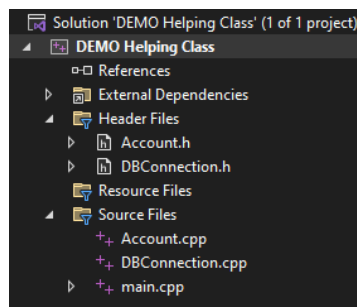 Solution 'DEMO Helping Class' (1 of 1 project)
DEMO Helping Class
References
External Dependencies
Header Files
Account.h
DBConnection.h
Resource Files
Source Files
Account.cpp
DBConnection.cpp
main.cpp